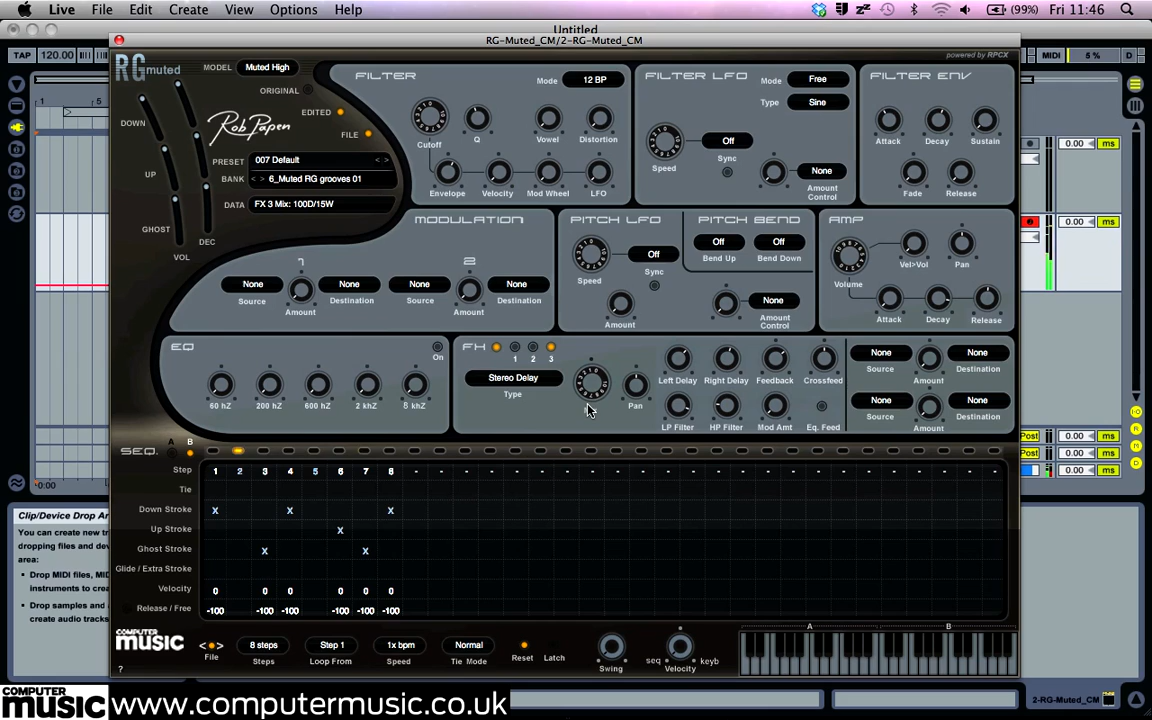 Live File Edit Create View Options Help (99%) Fri 11:46
Untitled
RG-Muted_CM/2-RG-Muted_CM
TAP 120.00 MIDI 5 % D
powered by RPCX
RG muted
MODEL Muted High
ORIGINAL
EDITED
FILE
Rob Papen
DOWN
UP
GHOST
VOL
DEC
PRESET 007 Default < >
BANK < > 6_Muted RG grooves 01
DATA FX 3 Mix: 100D/15W
FILTER Mode 12 BP
Cutoff Q Vowel Distortion
Envelope Velocity Mod Wheel LFO
FILTER LFO Mode Free
Type Sine
Speed Off Sync None Amount Control
FILTER ENV
Attack Decay Sustain
Fade Release
MODULATION
1 2
None None None None
Source Amount Destination Source Amount Destination
PITCH LFO
Speed Off Sync
Amount
PITCH BEND
Off Off
Bend Up Bend Down
None Amount Control
AMP
Volume Vel>Vol Pan
Attack Decay Release
EQ On
60 hZ 200 hZ 600 hZ 2 kHZ 8 kHZ
FX 1 2 3
Stereo Delay
Type Pan
Left Delay Right Delay Feedback Crossfeed
LP Filter HP Filter Mod Amt Eq. Feed
None None
Source Amount Destination
None None
Source Amount Destination
SEQ. A B
Step 1 2 3 4 5 6 7 8 - - - - - - - - - - - - - - - - - - - - - - - -
Tie
Down Stroke X X X
Up Stroke X
Ghost Stroke X X
Glide / Extra Stroke
Velocity 0 0 0 0 0 0
Release / Free -100 -100 -100 -100 -100 -100
COMPUTER MUSIC
< > File
8 steps Steps
Step 1 Loop From
1x bpm Speed
Normal Tie Mode
Reset Latch
Swing
seq Velocity keyb
A B
?
1 5
0:00
0.00 ms
0.00 ms
Post
Post
Clip/Device Drop Ar
You can create new tr
dropping files and dev
area:
Drop MIDI files, MID
instruments to crea
Drop samples and a
create audio tracks
2-RG-Muted_CM
COMPUTER MUSIC www.computermusic.co.uk